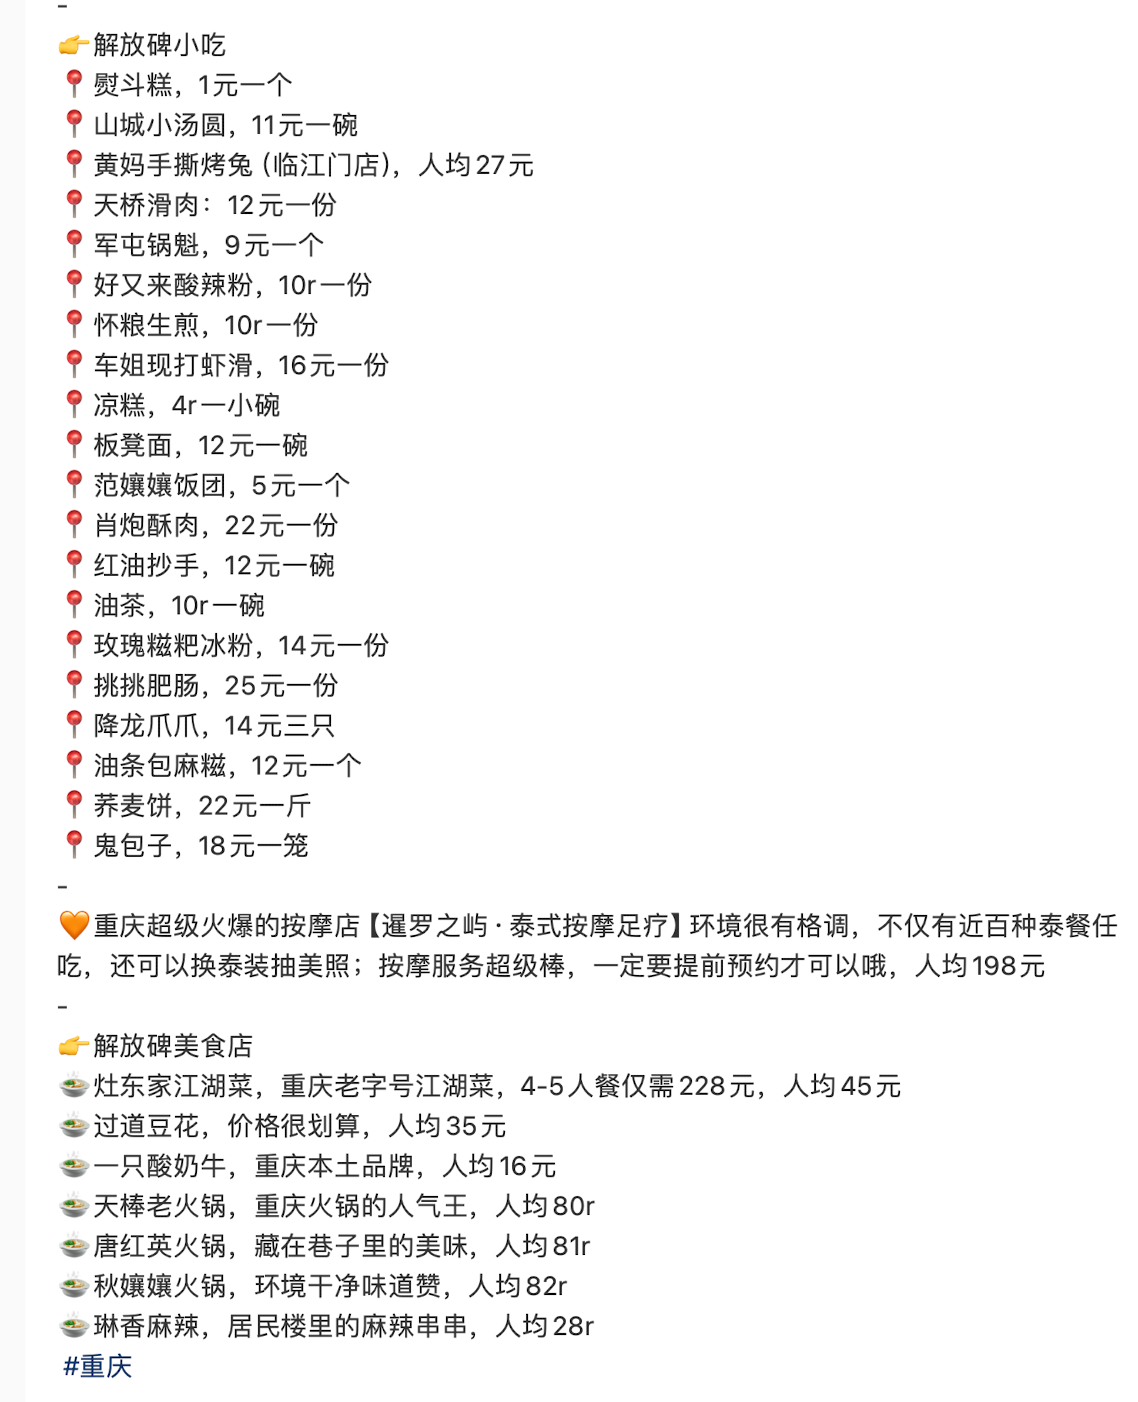 -
👉解放碑小吃
📍熨斗糕，1元一个
📍山城小汤圆，11元一碗
📍黄妈手撕烤兔（临江门店），人均27元
📍天桥滑肉：12元一份
📍军屯锅魁，9元一个
📍好又来酸辣粉，10r一份
📍怀粮生煎，10r一份
📍车姐现打虾滑，16元一份
📍凉糕，4r一小碗
📍板凳面，12元一碗
📍范孃孃饭团，5元一个
📍肖炮酥肉，22元一份
📍红油抄手，12元一碗
📍油茶，10r一碗
📍玫瑰糍粑冰粉，14元一份
📍挑挑肥肠，25元一份
📍降龙爪爪，14元三只
📍油条包麻糍，12元一个
📍荞麦饼，22元一斤
📍鬼包子，18元一笼
-
🧡重庆超级火爆的按摩店【暹罗之屿·泰式按摩足疗】环境很有格调，不仅有近百种泰餐任
吃，还可以换泰装抽美照；按摩服务超级棒，一定要提前预约才可以哦，人均198元
-
👉解放碑美食店
🍜灶东家江湖菜，重庆老字号江湖菜，4-5人餐仅需228元，人均45元
🍜过道豆花，价格很划算，人均35元
🍜一只酸奶牛，重庆本土品牌，人均16元
🍜天棒老火锅，重庆火锅的人气王，人均80r
🍜唐红英火锅，藏在巷子里的美味，人均81r
🍜秋孃孃火锅，环境干净味道赞，人均82r
🍜琳香麻辣，居民楼里的麻辣串串，人均28r
#重庆